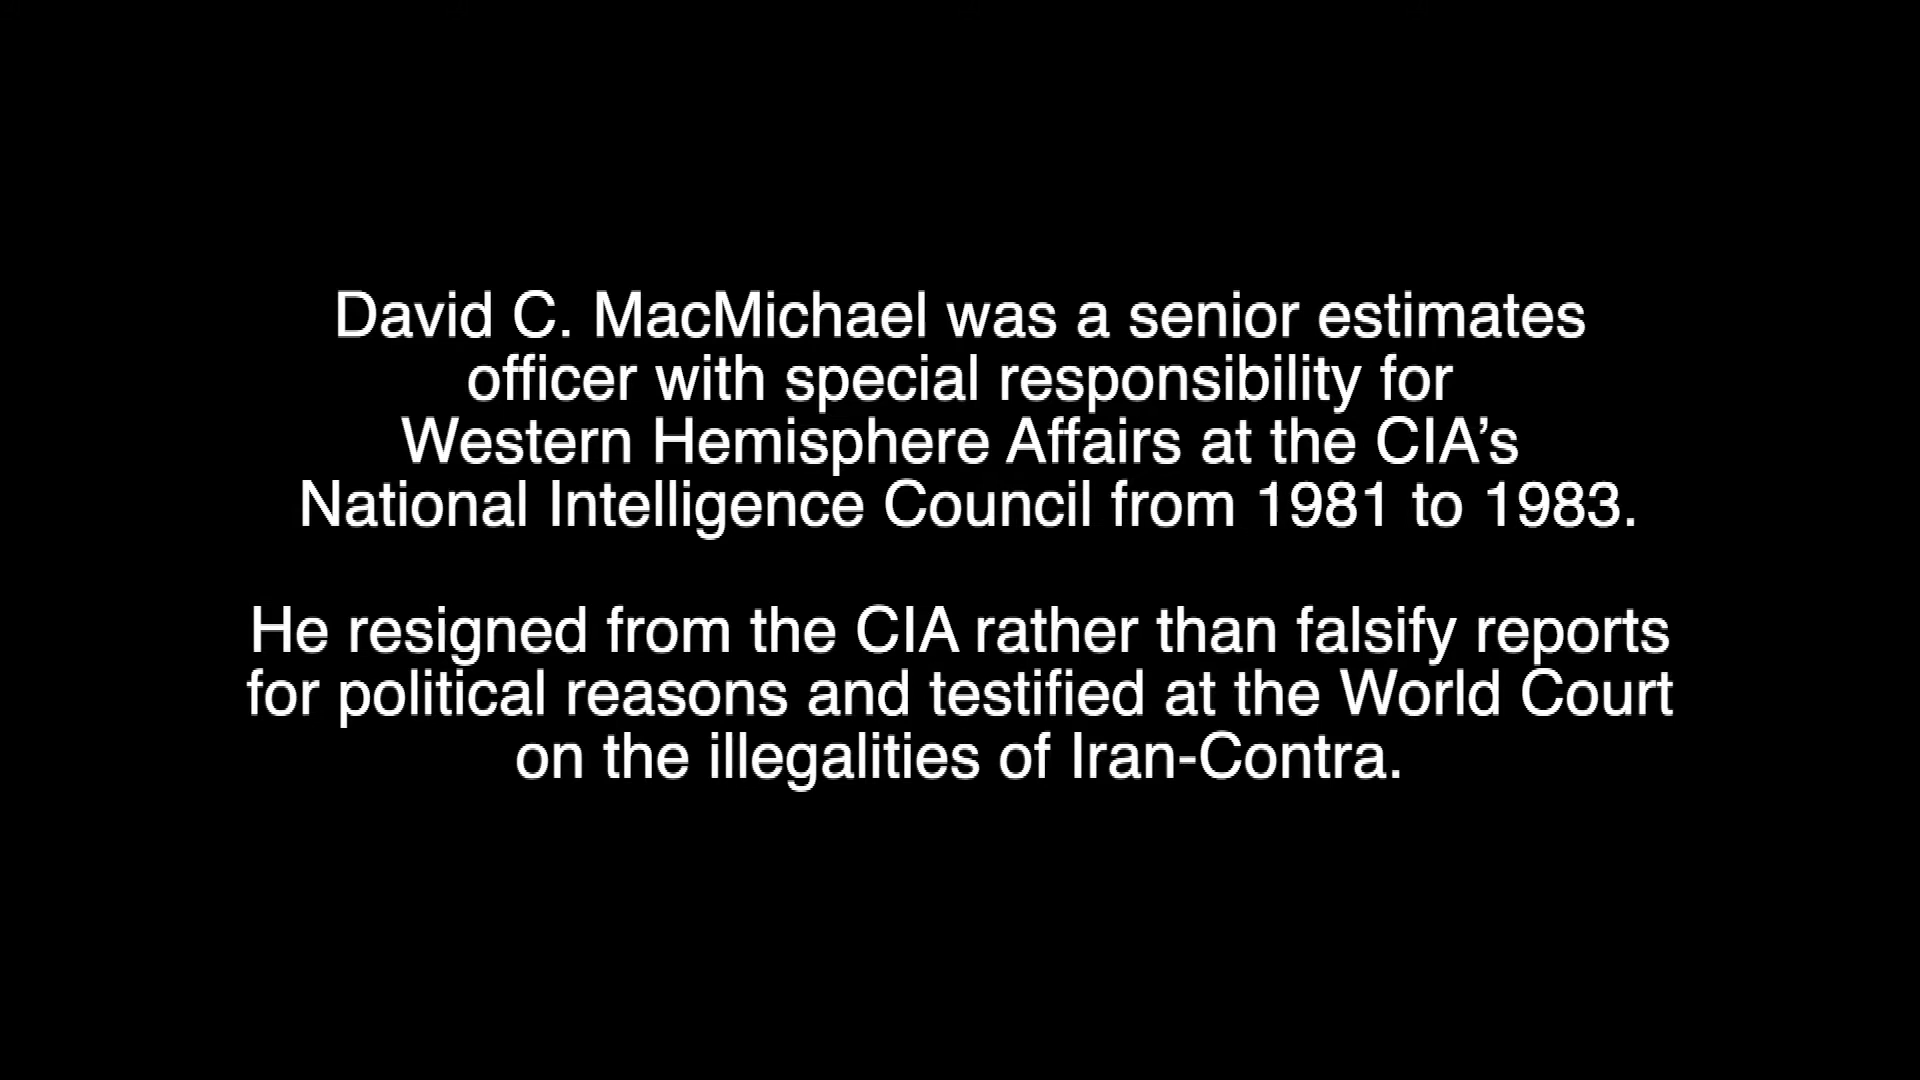 David C. MacMichael was a senior estimates
officer with special responsibility for
Western Hemisphere Affairs at the CIA’s
National Intelligence Council from 1981 to 1983.
He resigned from the CIA rather than falsify reports
for political reasons and testified at the World Court
on the illegalities of Iran-Contra.